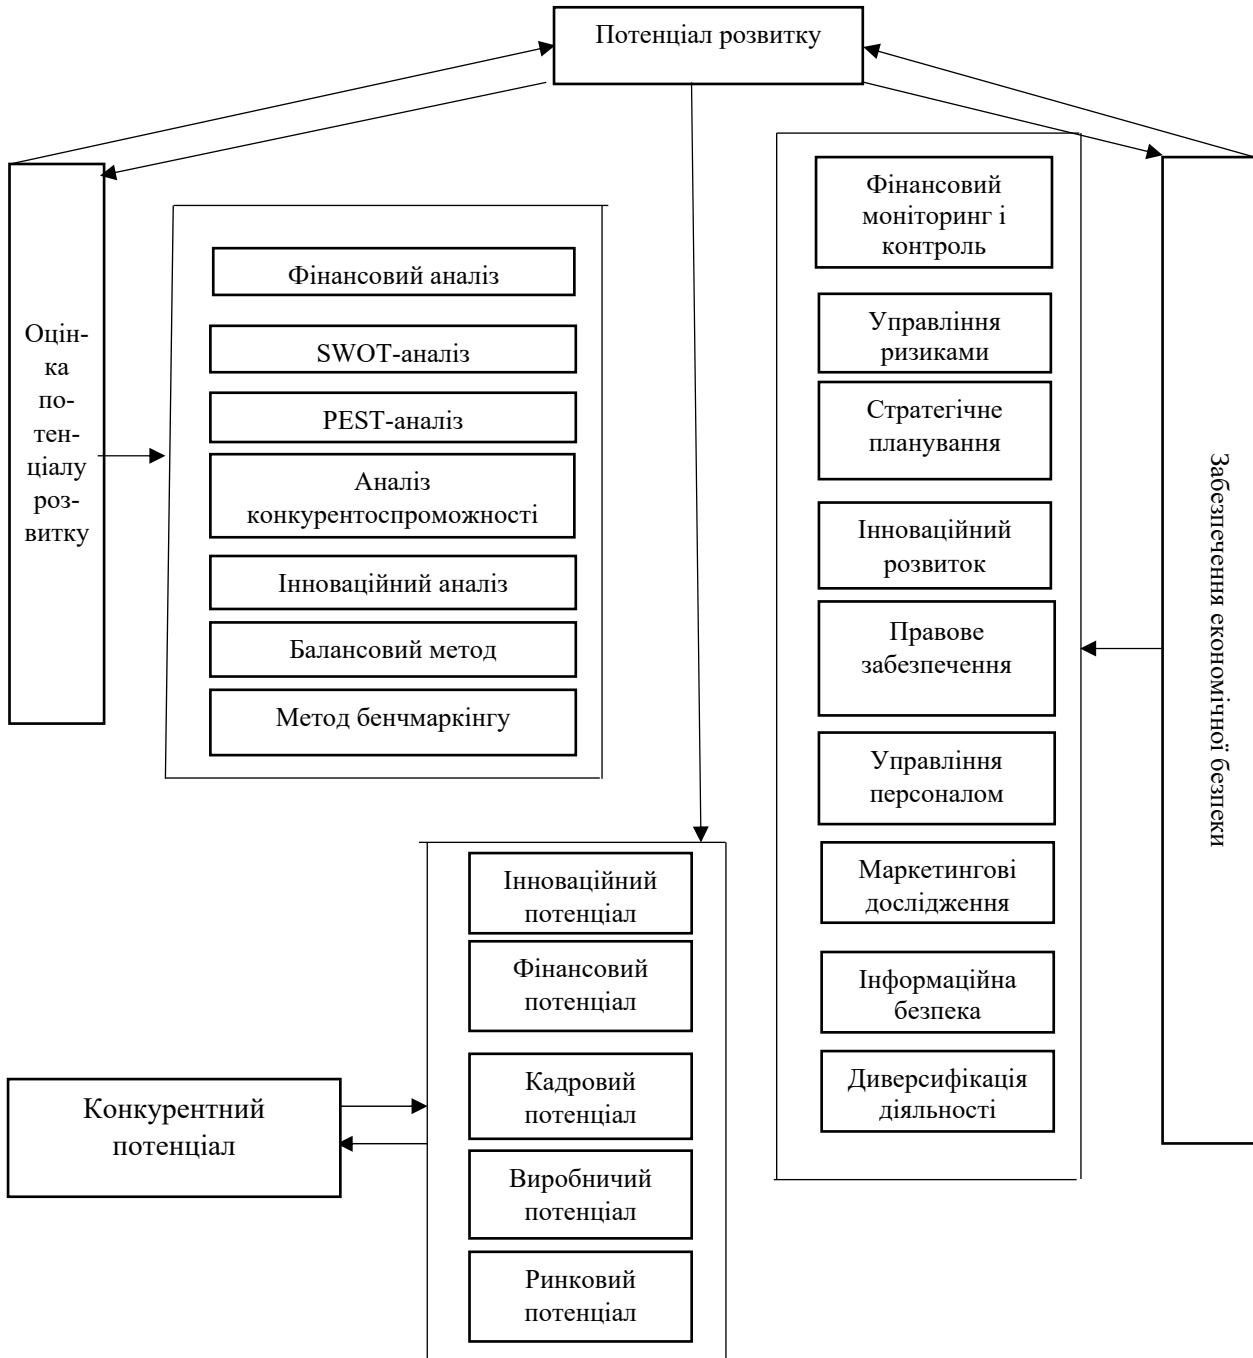 Потенціал розвитку
Оцін-
ка
по-
тен-
ціалу
роз-
витку
Фінансовий аналіз
SWOT-аналіз
PEST-аналіз
Аналіз
конкурентоспроможності
Інноваційний аналіз
Балансовий метод
Метод бенчмаркінгу
Фінансовий
моніторинг і
контроль
Управління
ризиками
Стратегічне
планування
Інноваційний
розвиток
Правове
забезпечення
Управління
персоналом
Маркетингові
дослідження
Інформаційна
безпека
Диверсифікація
діяльності
Забезпечення економічної безпеки
Інноваційний
потенціал
Фінансовий
потенціал
Кадровий
потенціал
Виробничий
потенціал
Ринковий
потенціал
Конкурентний
потенціал